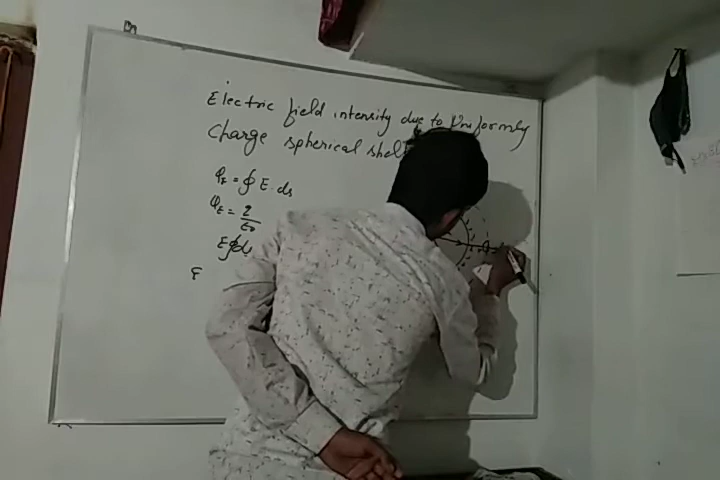 Electric field intensity due to Uniformly
Charge spherical shell
φE = ∮ E. ds
φE = q/ε0
E∮ds
E